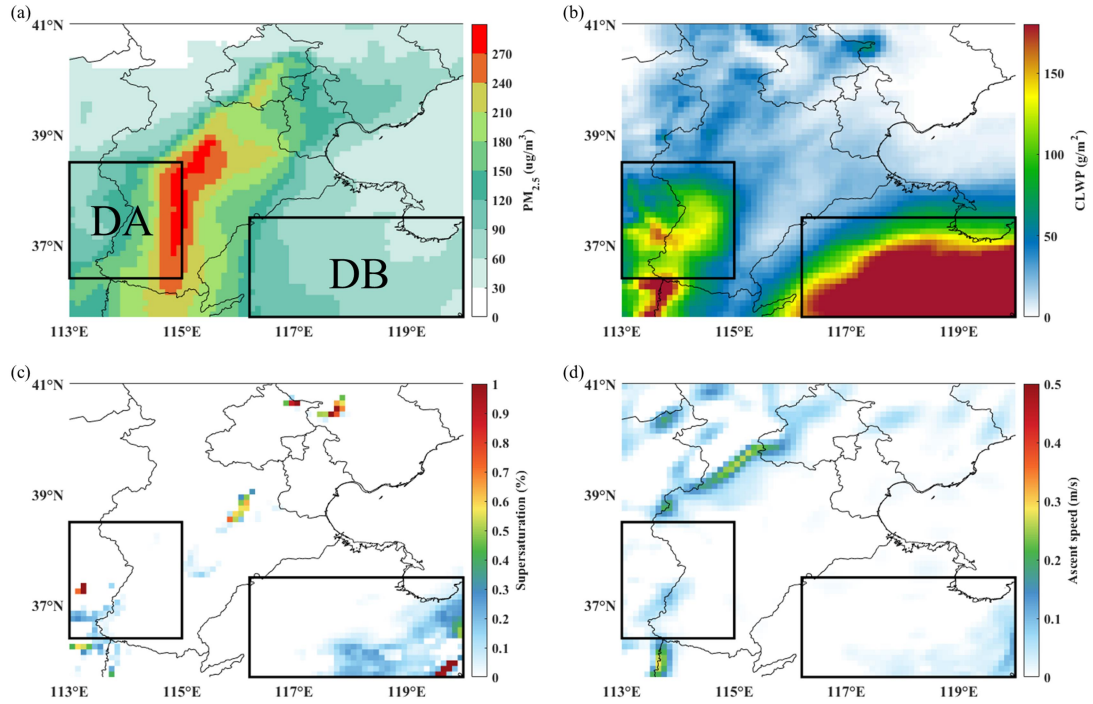 (a)
41°N
39°N
37°N
113°E
115°E
117°E
119°E
DA
DB
270
240
210
180
150
120
90
60
30
0
PM2.5 (ug/m³)
(b)
41°N
39°N
37°N
113°E
115°E
117°E
119°E
150
100
50
0
CLWP (g/m²)
(c)
41°N
39°N
37°N
113°E
115°E
117°E
119°E
1
0.9
0.8
0.7
0.6
0.5
0.4
0.3
0.2
0.1
0
Supersaturation (%)
(d)
41°N
39°N
37°N
113°E
115°E
117°E
119°E
0.5
0.4
0.3
0.2
0.1
0
Ascent speed (m/s)